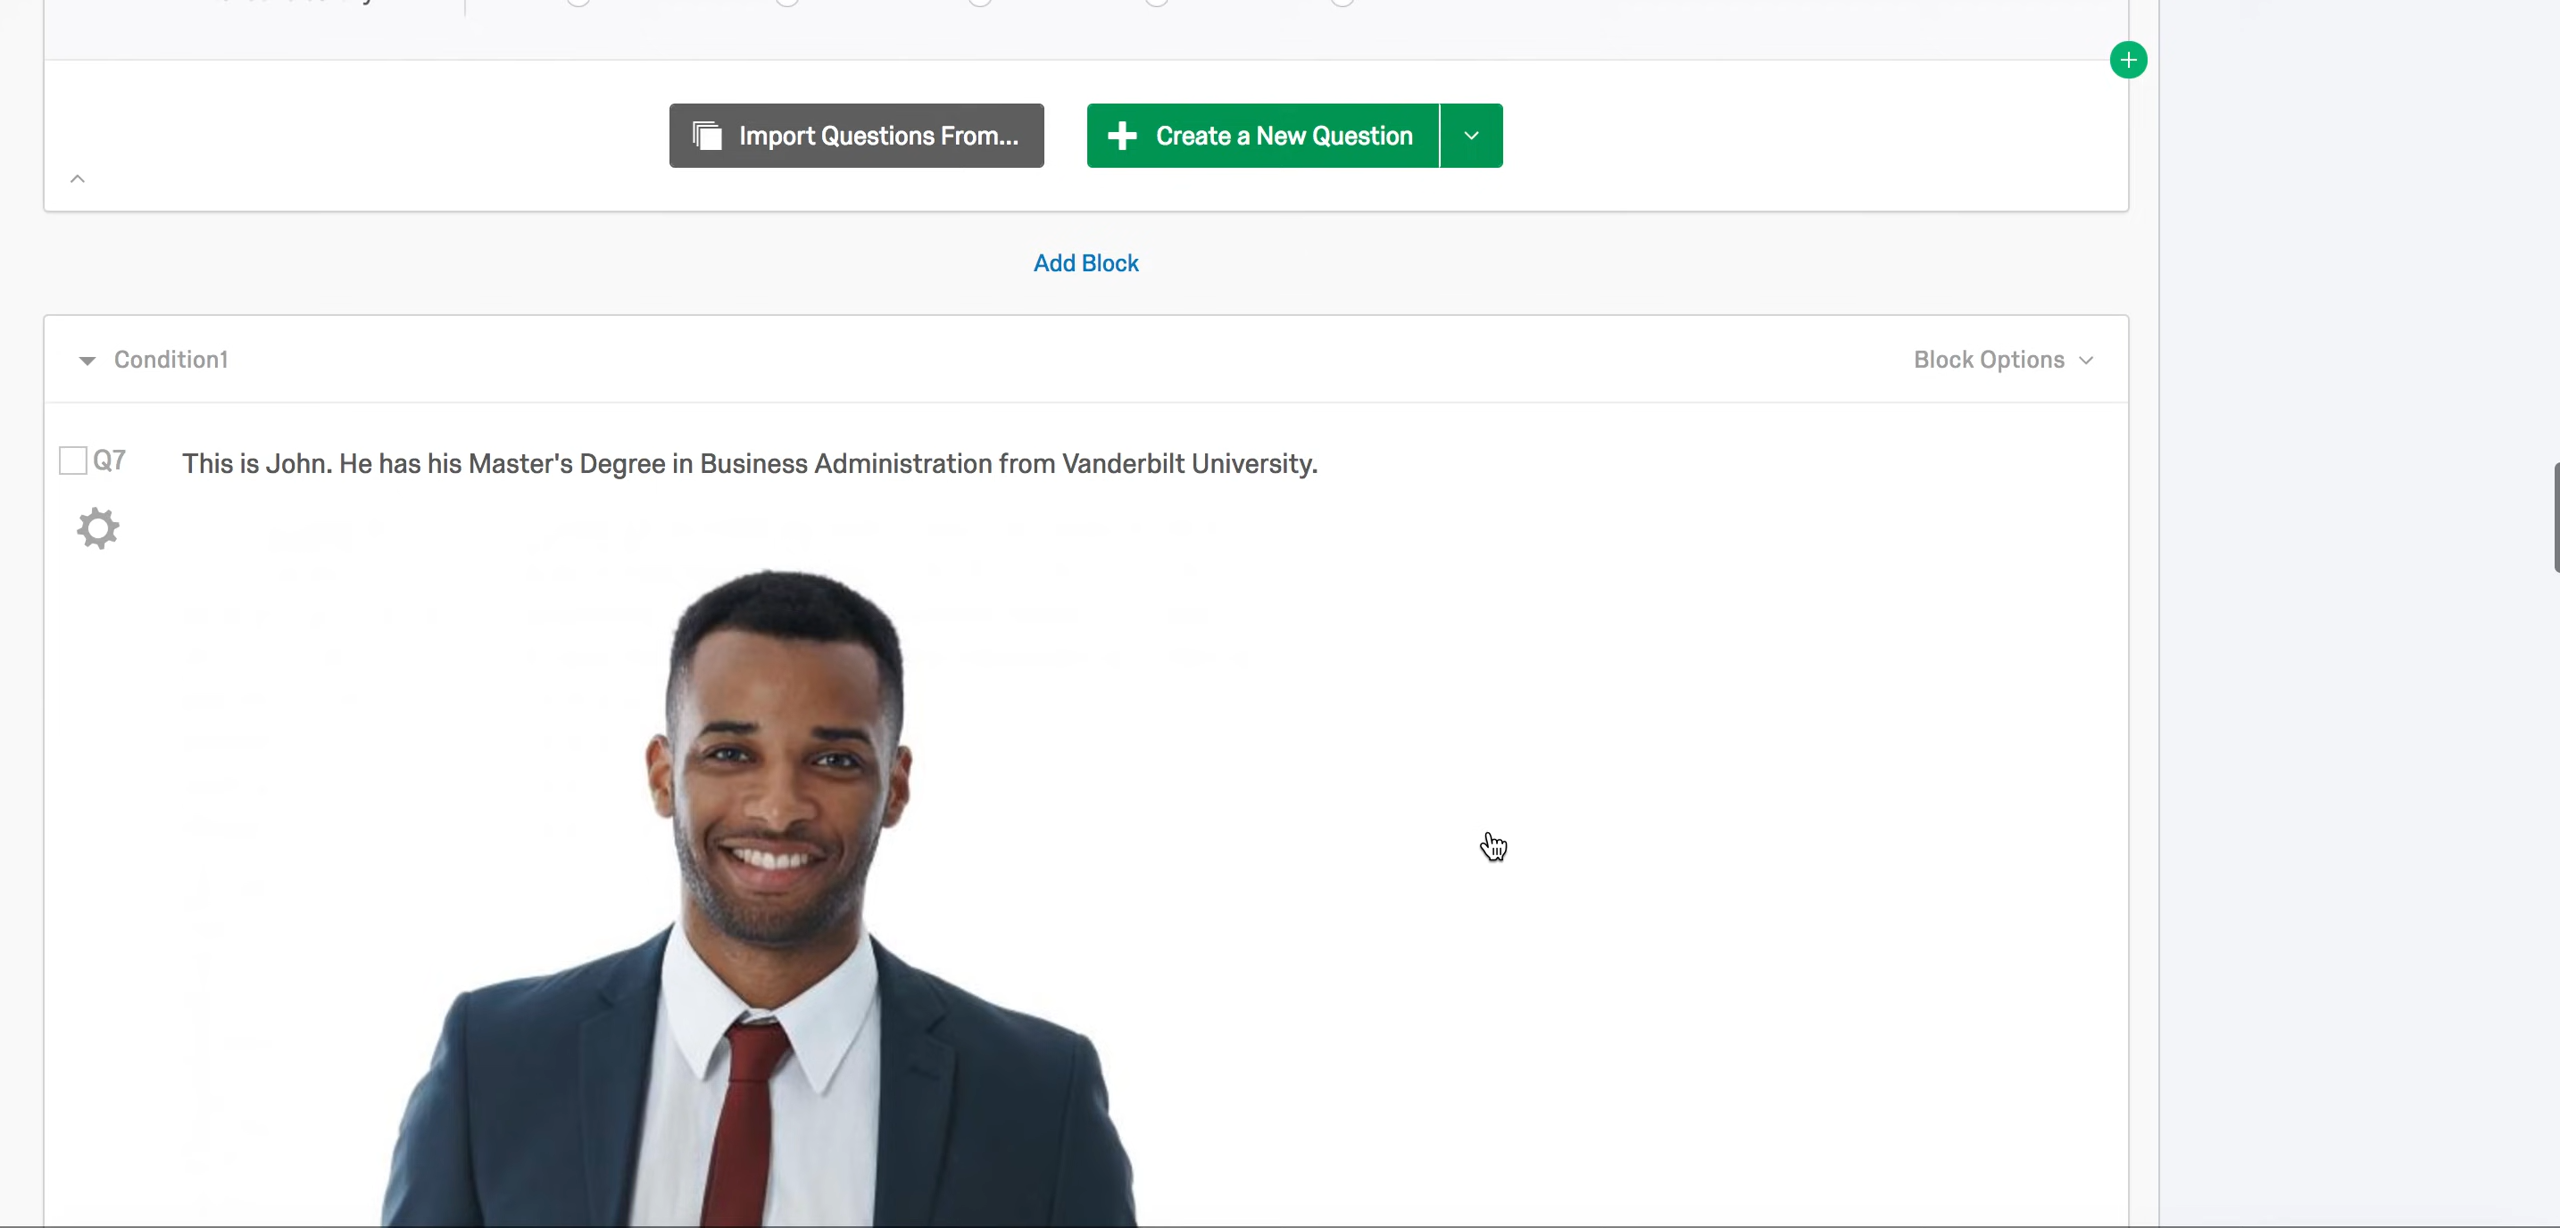 Import Questions From...
Create a New Question
Add Block
Condition1
Block Options
Q7
This is John. He has his Master's Degree in Business Administration from Vanderbilt University.